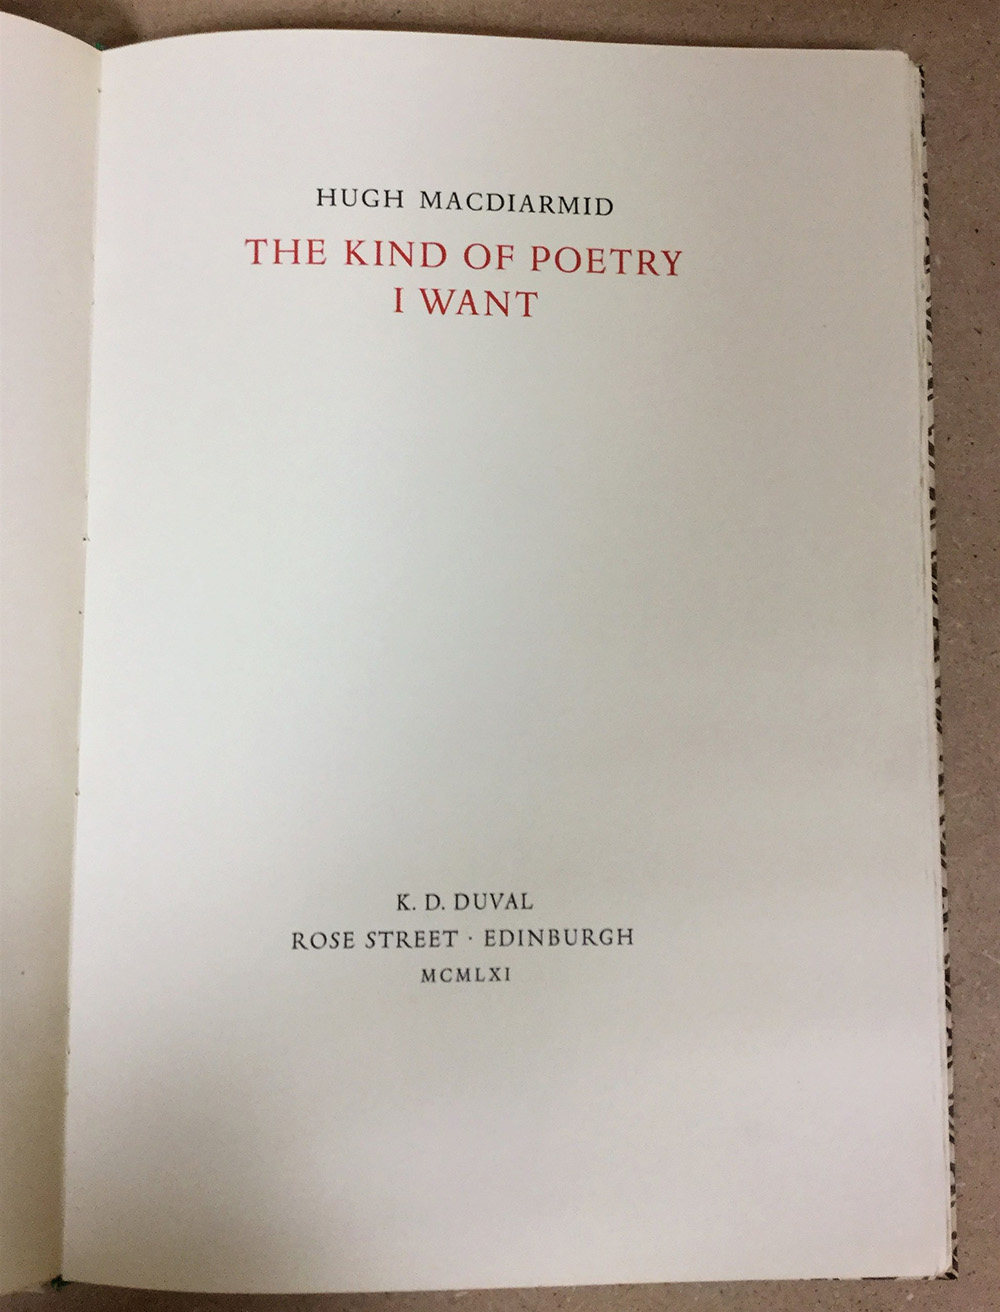 HUGH MACDIARMID
THE KIND OF POETRY
I WANT
K. D. DUVAL
ROSE STREET · EDINBURGH
MCMLXI